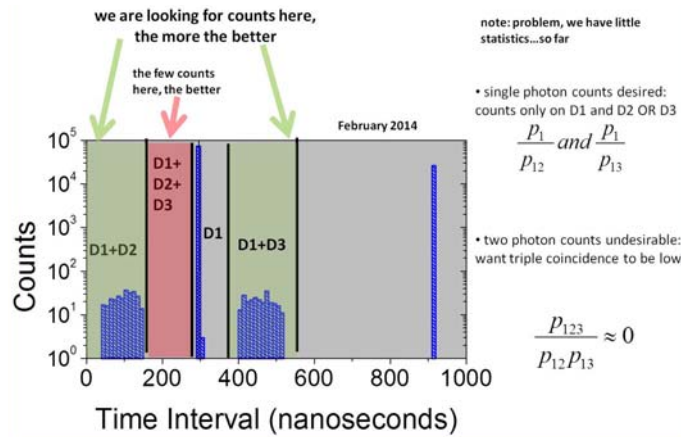 we are looking for counts here,
the more the better
the few counts
here, the better
note: problem, we have little
statistics...so far
• single photon counts desired:
counts only on D1 and D2 OR D3
p₁/p₁₂ and p₁/p₁₃
• two photon counts undesirable:
want triple coincidence to be low
p₁₂₃/p₁₂p₁₃ ≈ 0
February 2014
Counts
10⁵
10⁴
10³
10²
10¹
10⁰
D1+D2
D1+
D2+
D3
D1
D1+D3
0 200 400 600 800 1000
Time Interval (nanoseconds)